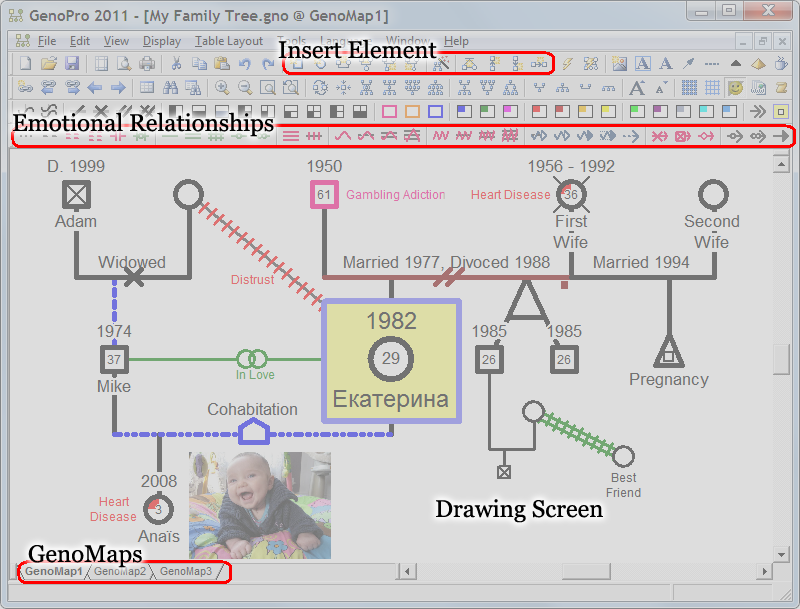 GenoPro 2011 - [My Family Tree.gno @ GenoMap1]
File Edit View Display Table Layout Tools Language Window Help
Insert Element
Emotional Relationships
D. 1999
Adam
Widowed
Distrust
1950
61
Gambling Adiction
1956 - 1992
Heart Disease
36
First
Wife
Second
Wife
Married 1977, Divoced 1988
Married 1994
1974
37
Mike
In Love
1982
29
Екатерина
1985
26
1985
26
Pregnancy
Cohabitation
2008
Heart
Disease
3
Anaïs
Best
Friend
Drawing Screen
GenoMaps
GenoMap1 GenoMap2 GenoMap3